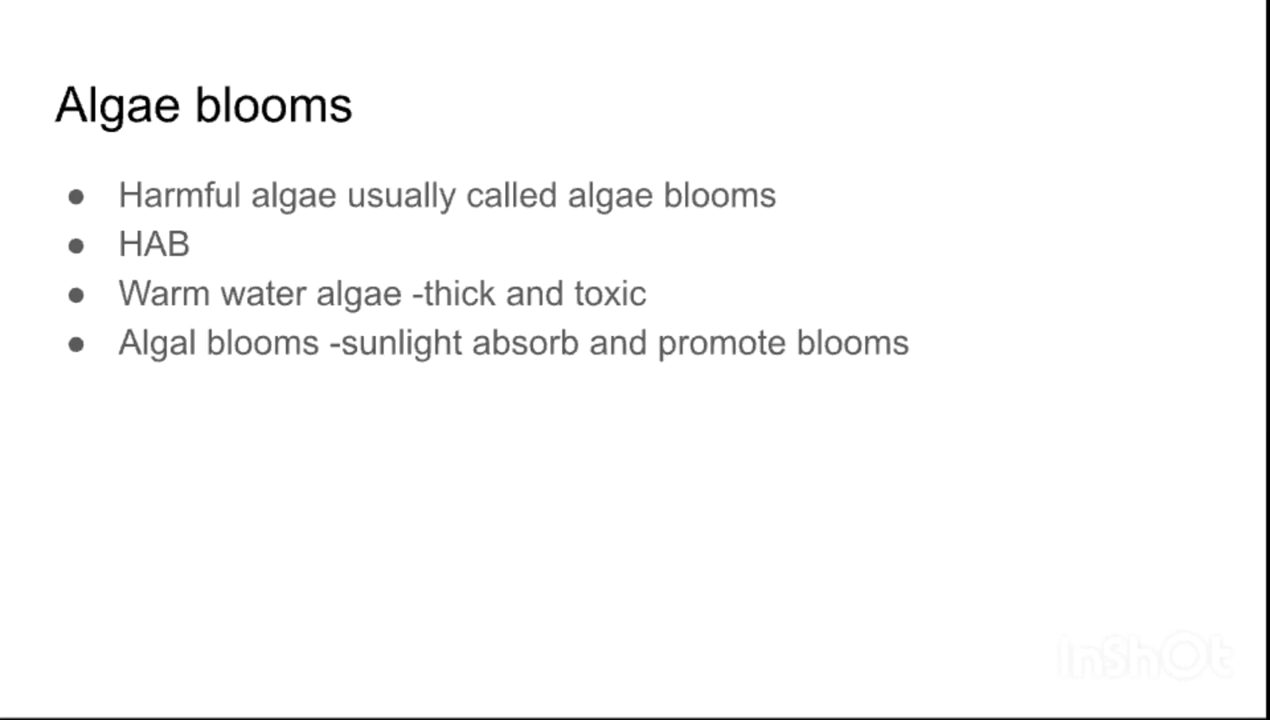 Algae blooms
● Harmful algae usually called algae blooms
● HAB
● Warm water algae -thick and toxic
● Algal blooms -sunlight absorb and promote blooms
InShOt